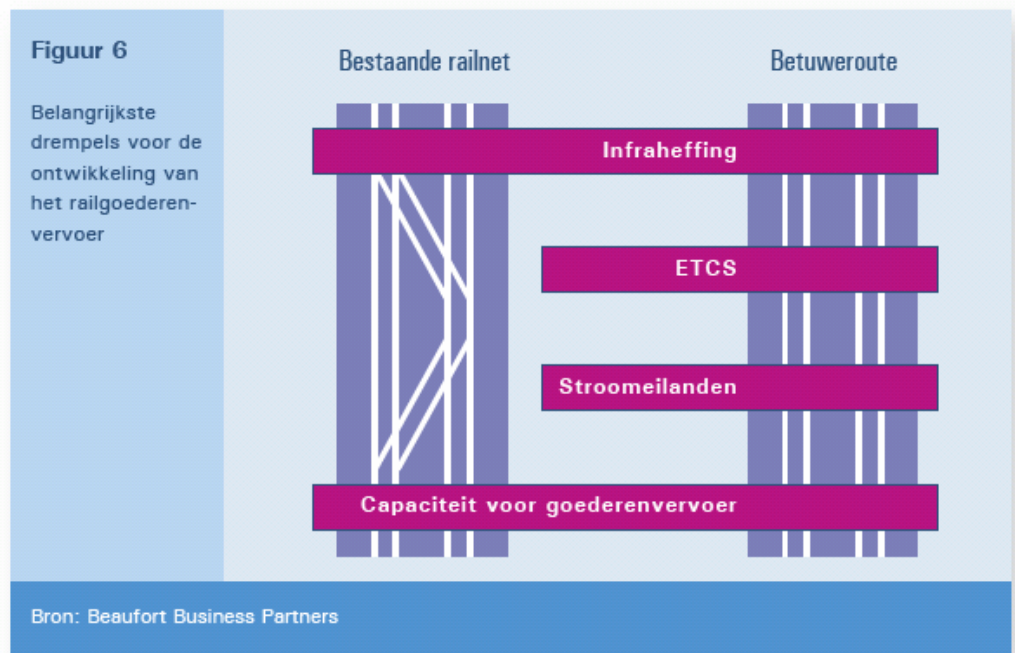 Figuur 6
Belangrijkste
drempels voor de
ontwikkeling van
het railgoederen-
vervoer
Bestaande railnet
Betuweroute
Infraheffing
ETCS
Stroomeilanden
Capaciteit voor goederenvervoer
Bron: Beaufort Business Partners